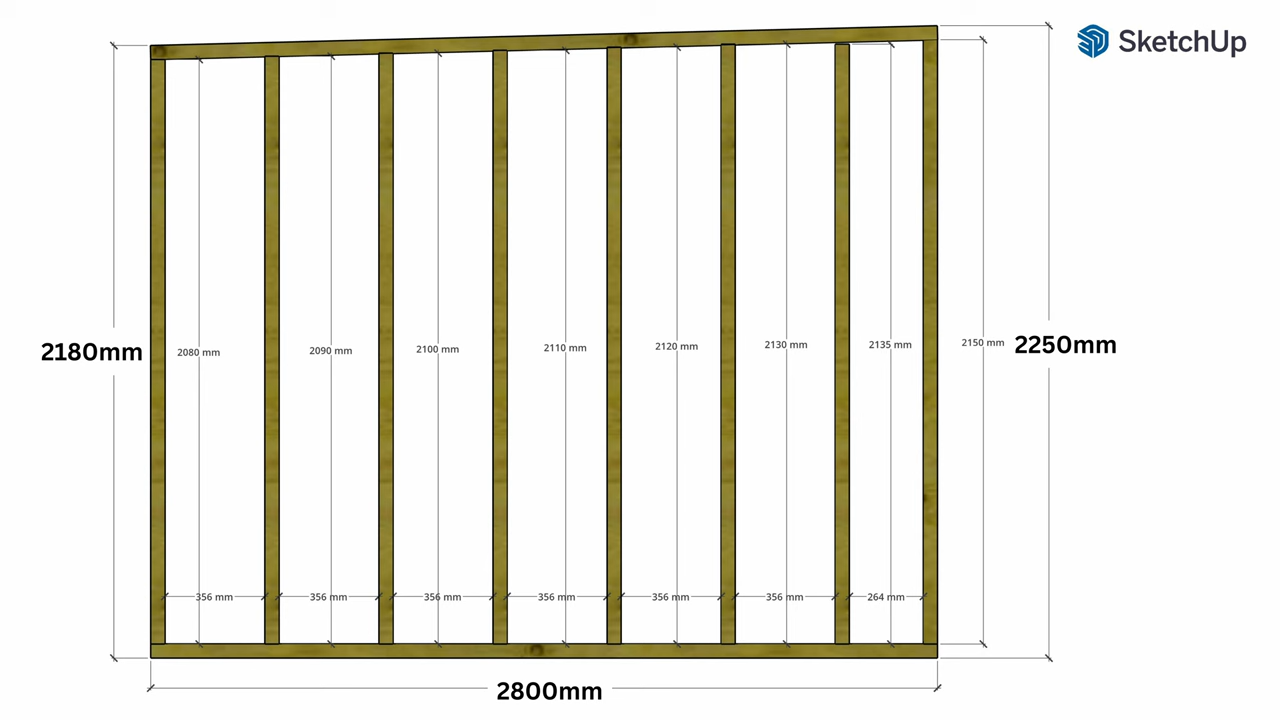 SketchUp
2180mm
2080 mm
2090 mm
2100 mm
2110 mm
2120 mm
2130 mm
2135 mm
2150 mm
2250mm
356 mm
356 mm
356 mm
356 mm
356 mm
356 mm
264 mm
2800mm